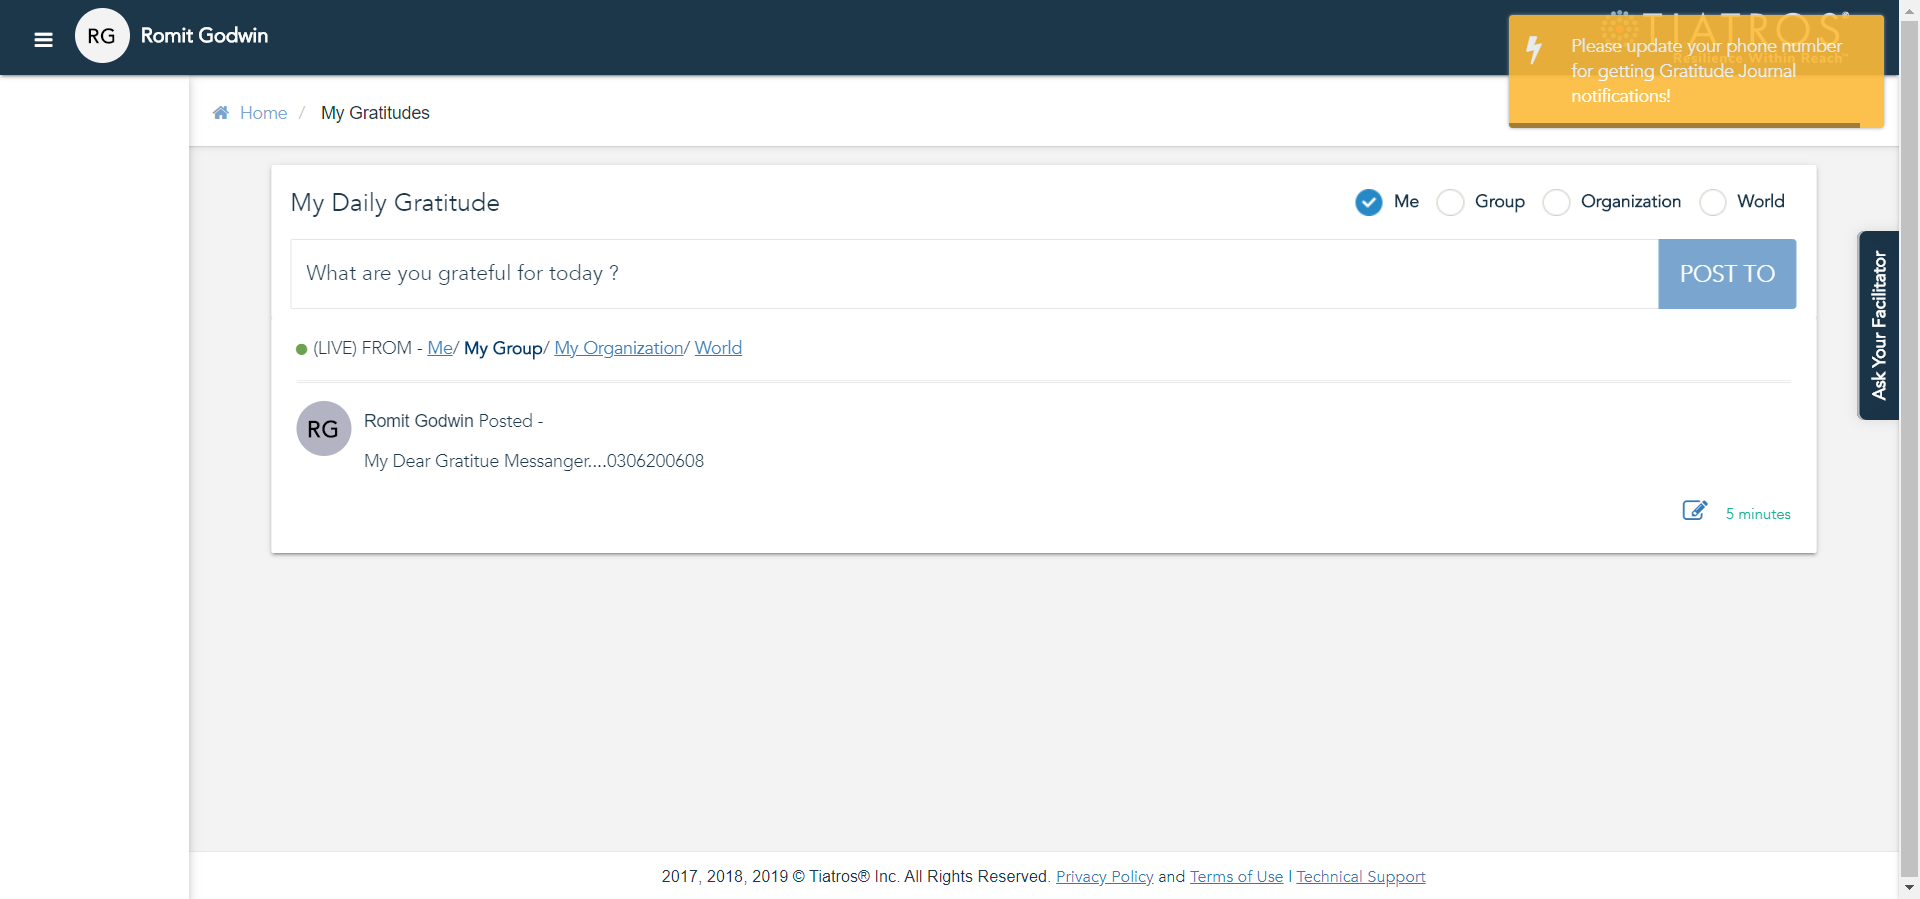 RG Romit Godwin
TIATROS®
Resilience Within Reach
Please update your phone number
for getting Gratitude Journal
notifications!
Home / My Gratitudes
My Daily Gratitude
Me Group Organization World
What are you grateful for today ?
POST TO
Ask Your Facilitator
(LIVE) FROM - Me/ My Group/ My Organization/ World
RG
Romit Godwin Posted -
My Dear Gratitue Messanger....0306200608
5 minutes
2017, 2018, 2019 © Tiatros® Inc. All Rights Reserved. Privacy Policy and Terms of Use | Technical Support